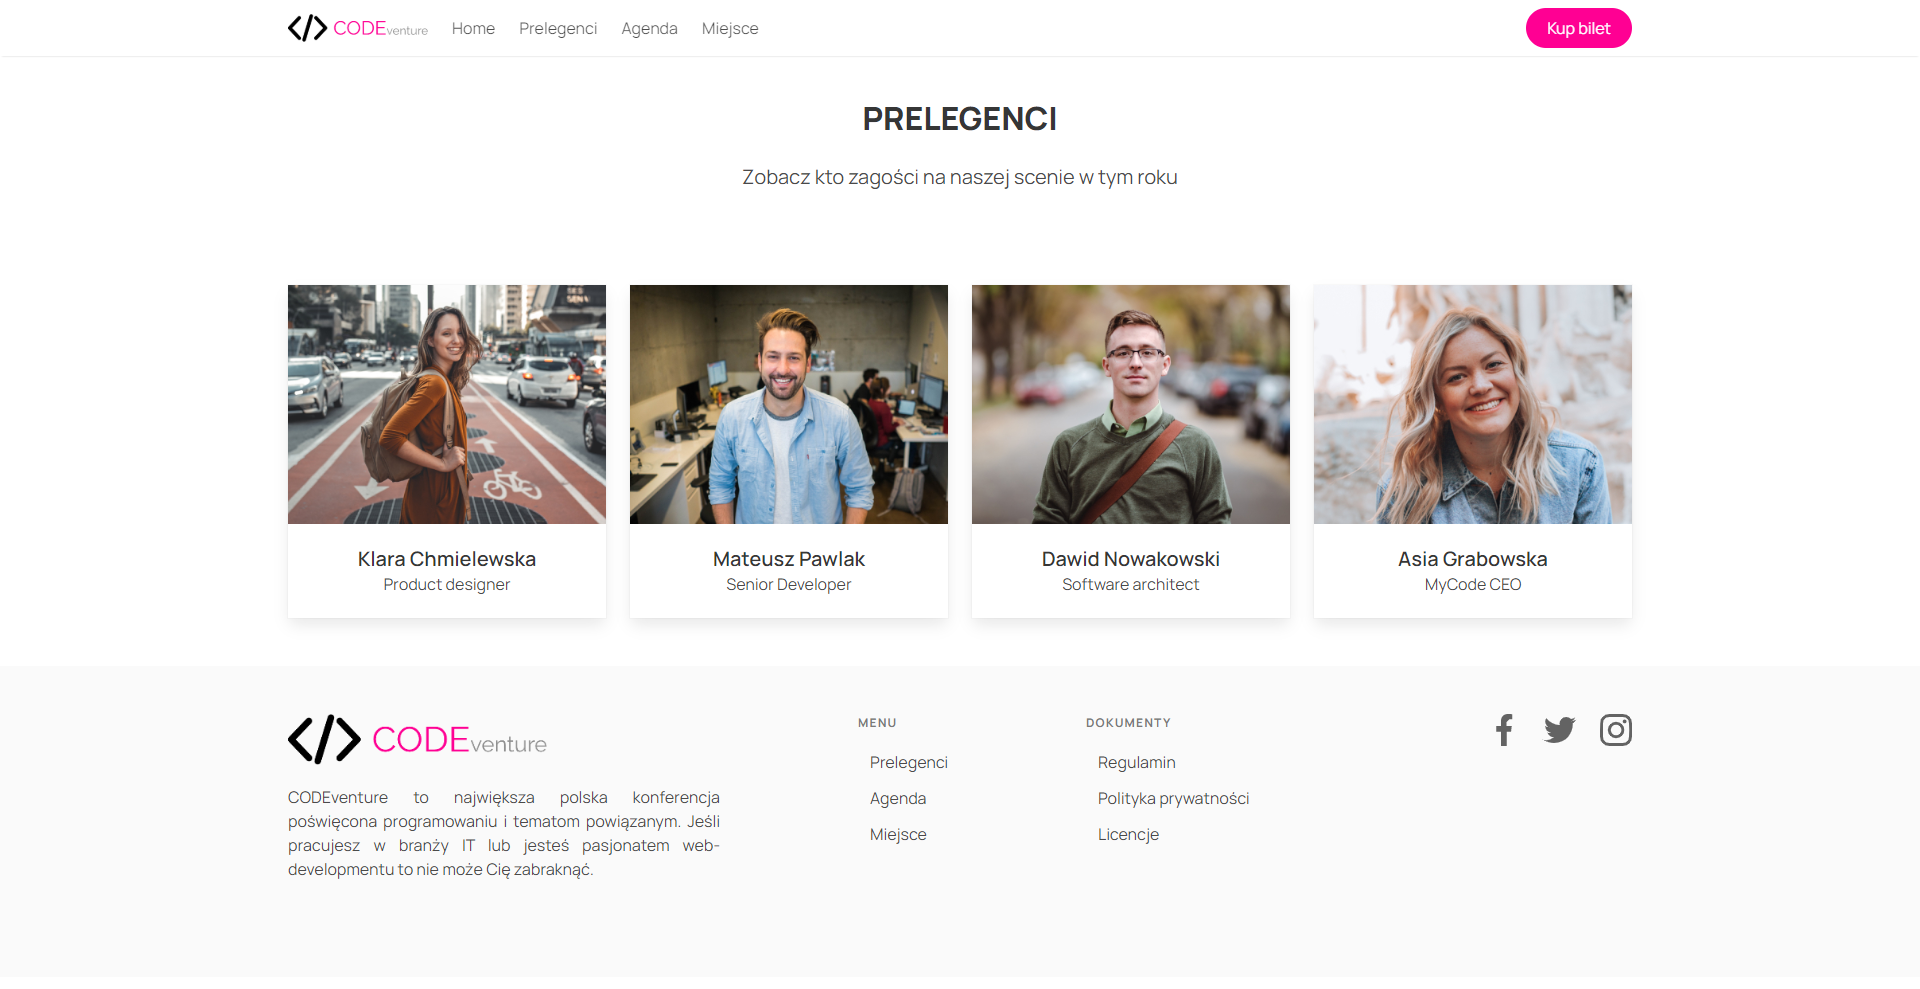 CODEventure Home Prelegenci Agenda Miejsce Kup bilet
PRELEGENCI
Zobacz kto zagości na naszej scenie w tym roku
Klara Chmielewska
Product designer
Mateusz Pawlak
Senior Developer
Dawid Nowakowski
Software architect
Asia Grabowska
MyCode CEO
CODEventure
CODEventure to największa polska konferencja
poświęcona programowaniu i tematom powiązanym. Jeśli
pracujesz w branży IT lub jesteś pasjonatem web-
developmentu to nie może Cię zabraknąć.
MENU
Prelegenci
Agenda
Miejsce
DOKUMENTY
Regulamin
Polityka prywatności
Licencje